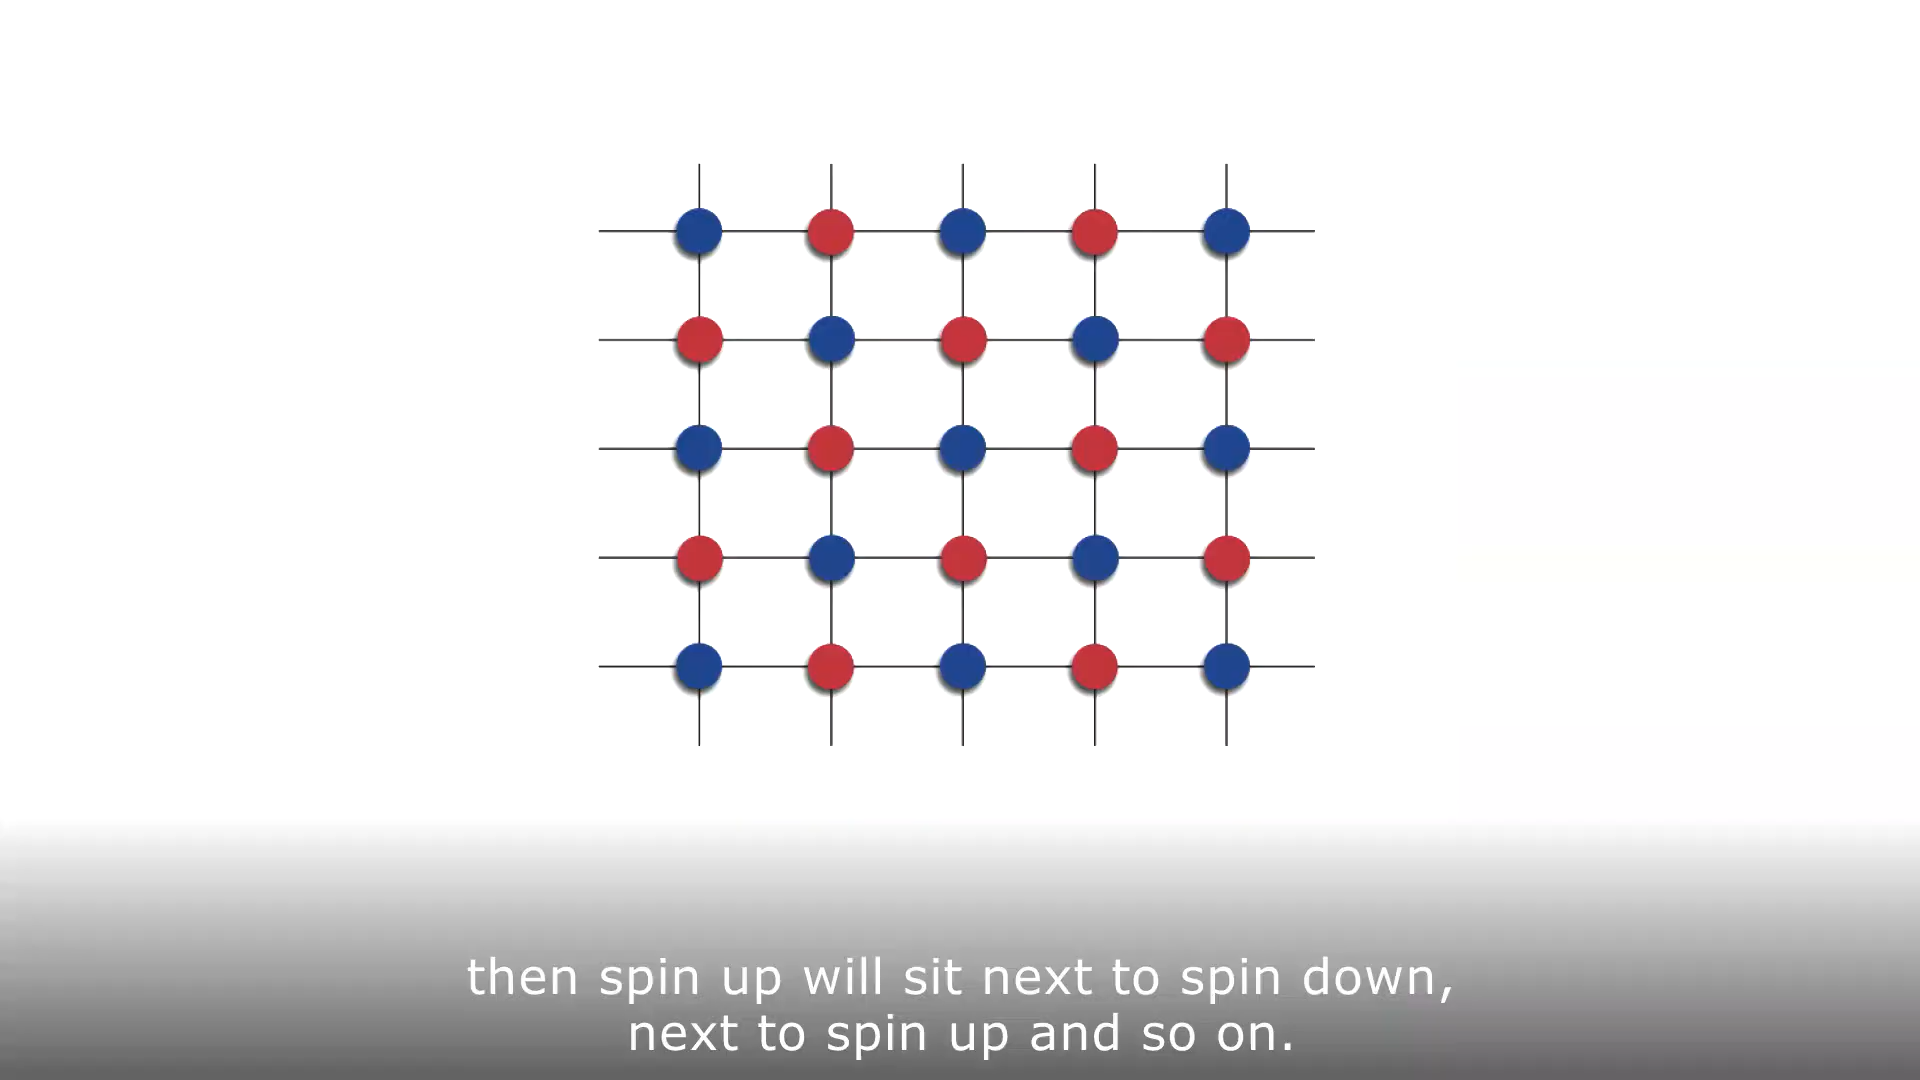 then spin up will sit next to spin down,
next to spin up and so on.